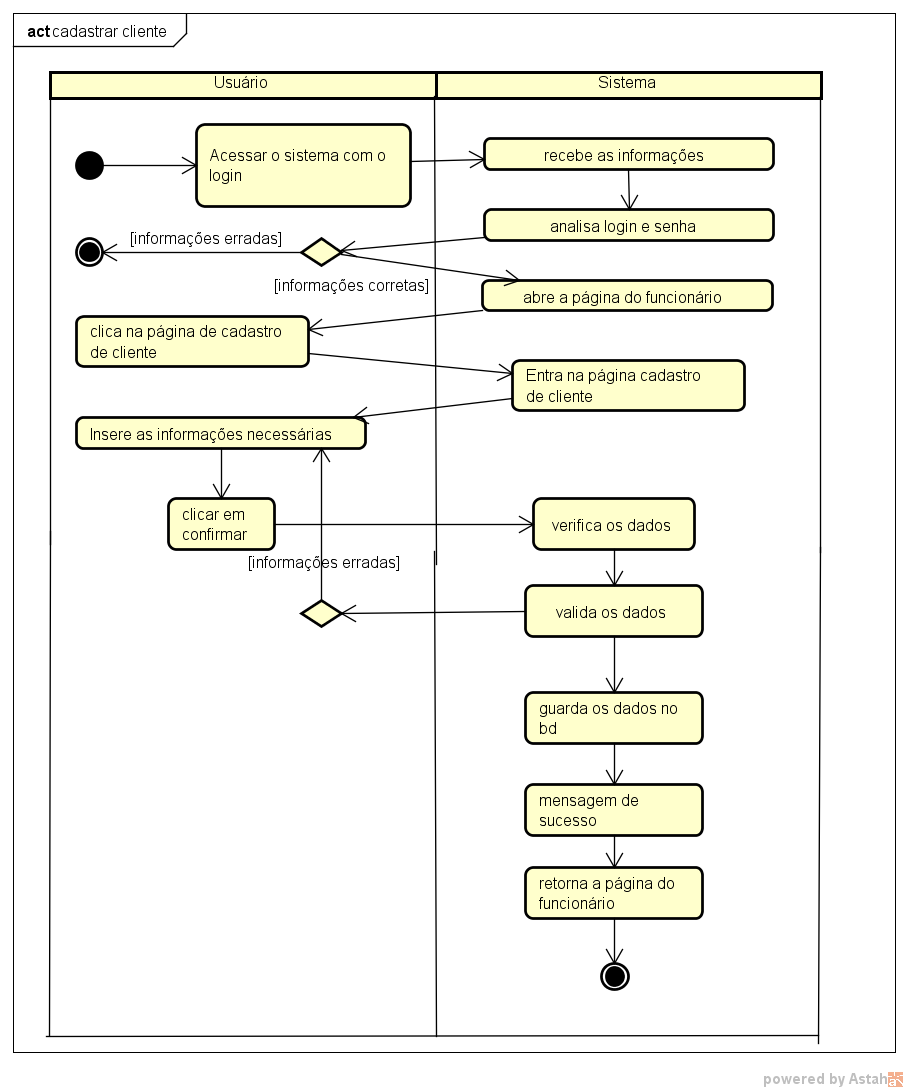 act cadastrar cliente
Usuário
Sistema
Acessar o sistema com o
login
recebe as informações
analisa login e senha
[informações erradas]
[informações corretas]
abre a página do funcionário
clica na página de cadastro
de cliente
Entra na página cadastro
de cliente
Insere as informações necessárias
clicar em
confirmar
verifica os dados
[informações erradas]
valida os dados
guarda os dados no
bd
mensagem de
sucesso
retorna a página do
funcionário
powered by Astah